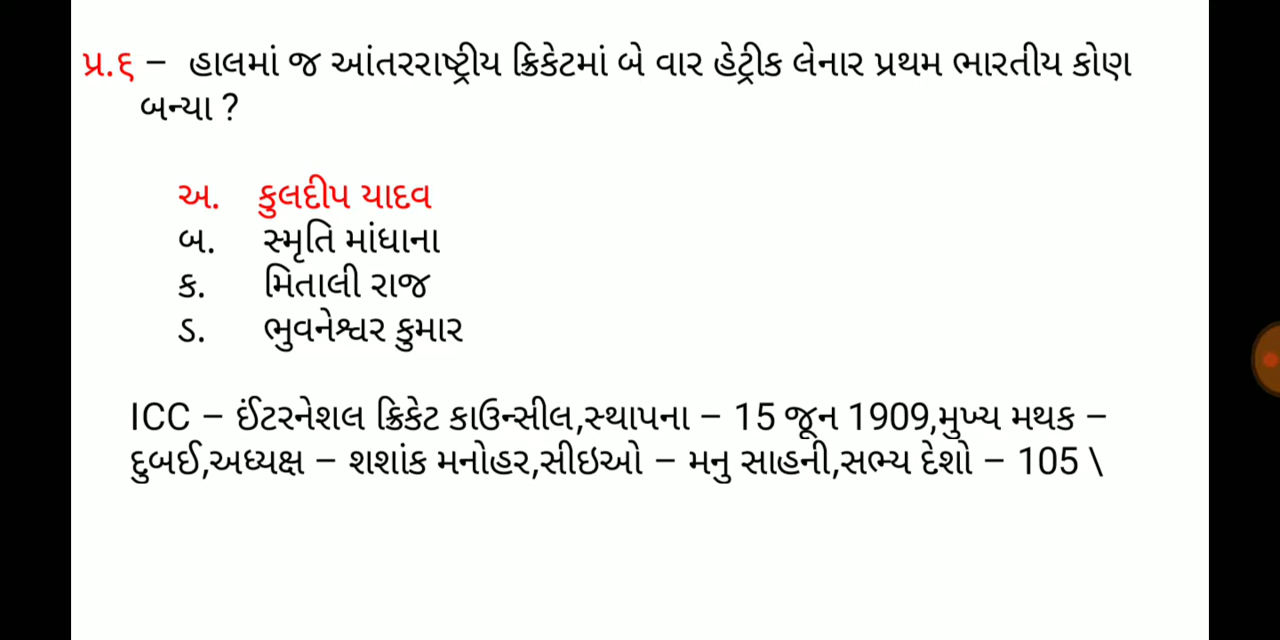 પ્ર.૬ – હાલમાં જ આંતરરાષ્ટ્રીય ક્રિકેટમાં બે વાર હેટ્રીક લેનાર પ્રથમ ભારતીય કોણ
બન્યા ?
અ. કુલદીપ યાદવ
બ. સ્મૃતિ માંધાના
ક. મિતાલી રાજ
ડ. ભુવનેશ્વર કુમાર
ICC – ઈંટરનેશલ ક્રિકેટ કાઉન્સીલ,સ્થાપના – 15 જૂન 1909,મુખ્ય મથક –
દુબઈ,અધ્યક્ષ – શશાંક મનોહર,સીઇઓ – મનુ સાહની,સભ્ય દેશો – 105 \